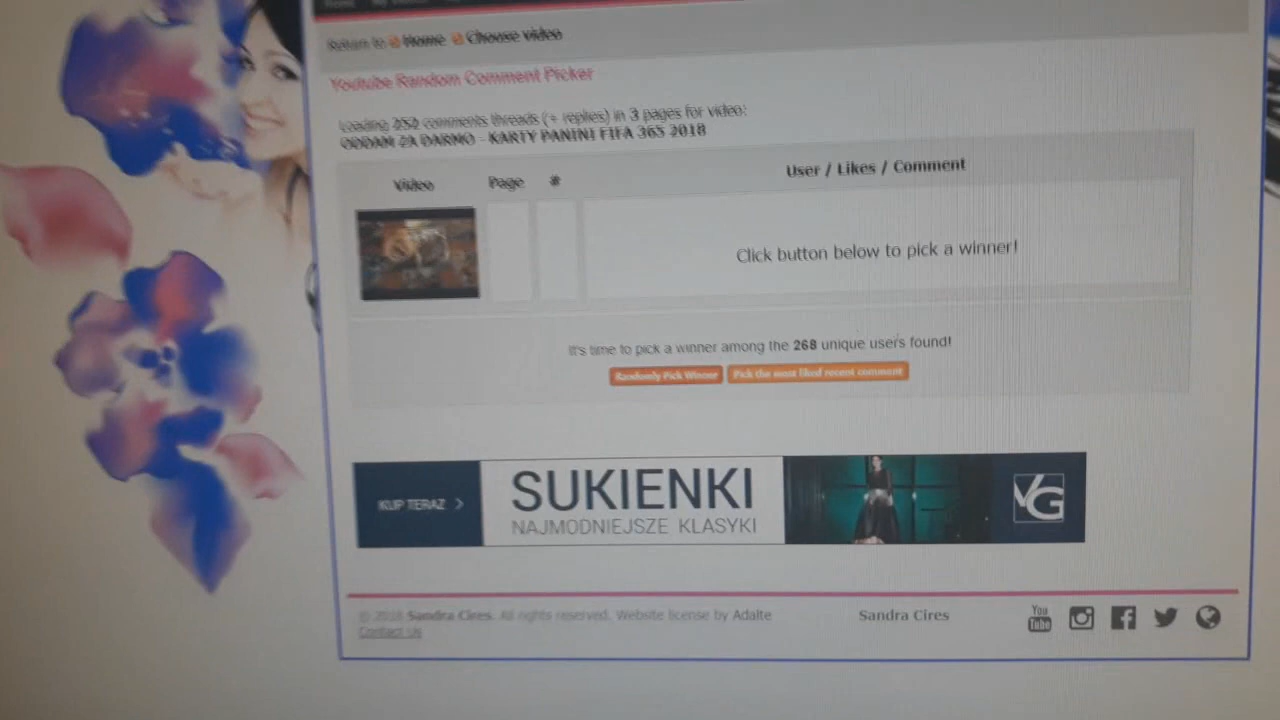 Home
Return to Home Choose video
Youtube Random Comment Picker
Loading 252 comments threads (+ replies) in 3 pages for video:
ODDAM ZA DARMO - KARTY PANINI FIFA 365 2018
Video Page # User / Likes / Comment
Click button below to pick a winner!
It's time to pick a winner among the 268 unique users found!
Randomly Pick Winner Pick the most liked recent comment
KUP TERAZ > SUKIENKI VG
NAJMODNIEJSZE KLASYKI
© 2018 Sandra Cires. All rights reserved. Website license by Adalte Sandra Cires You Tube
Contact Us